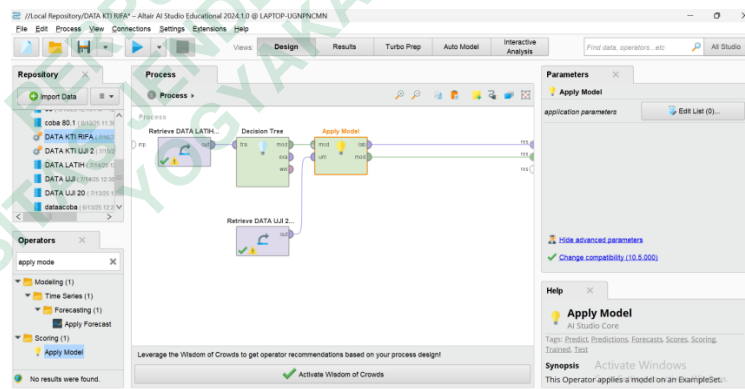 //Local Repository/DATA KTI RIFA* – Altair AI Studio Educational 2024.1.0 @ LAPTOP-UGNPNCMN
File Edit Process View Connections Settings Extensions Help
Views: Design Results Turbo Prep Auto Model Interactive Analysis Find data, operators...etc All Studio
Repository
Import Data
coba 80.1
DATA KTI RIFA
DATA KTI UJI 2
DATA LATIH
DATA UJI
DATA UJI 20
dataacoba
Operators
apply mode
Modeling (1)
Time Series (1)
Forecasting (1)
Apply Forecast
Scoring (1)
Apply Model
No results were found.
Process
Process
Process
Retrieve DATA LATIH... Decision Tree Apply Model
inp out tra mod mod lab res
exa unl mod res
wei res
Retrieve DATA UJI 2...
out
Leverage the Wisdom of Crowds to get operator recommendations based on your process design!
Activate Wisdom of Crowds
Parameters
Apply Model
application parameters Edit List (0)...
Hide advanced parameters
Change compatibility (10.5.000)
Help
Apply Model
AI Studio Core
Tags: Predict, Predictions, Forecasts, Scores, Scoring, Trained, Test
Synopsis
Activate Windows
This Operator applies a model on an ExampleSet.
YOGYAKA